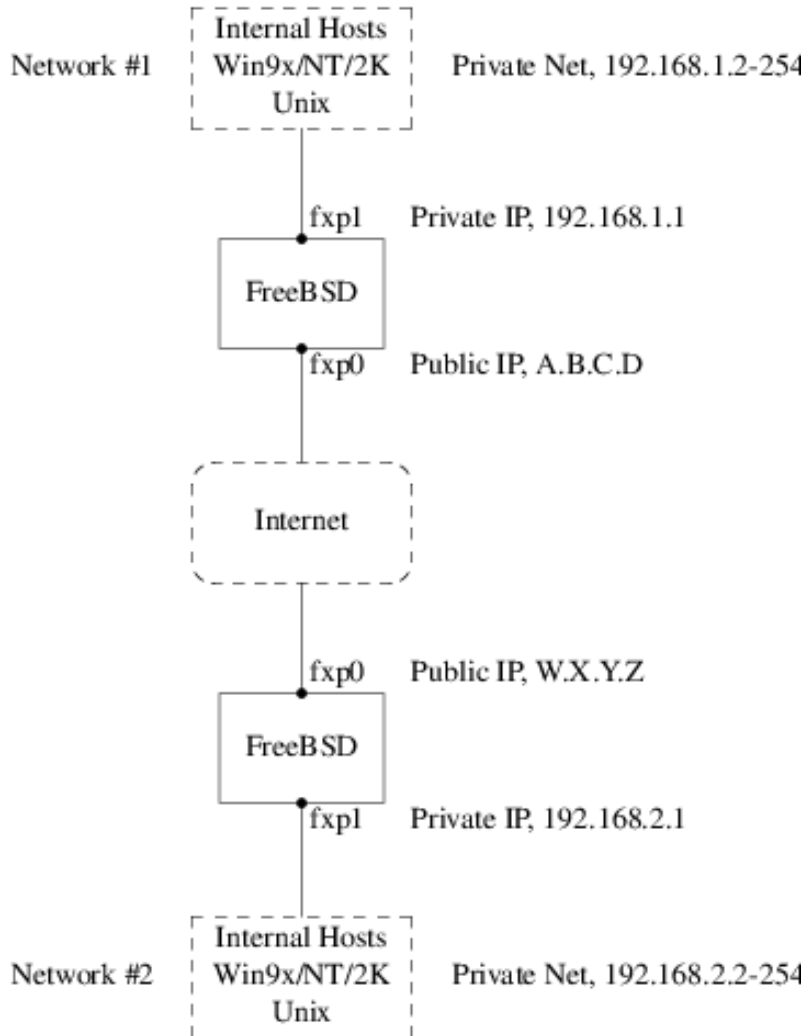 Internal Hosts
Network #1 Win9x/NT/2K Private Net, 192.168.1.2-254
Unix
fxp1 Private IP, 192.168.1.1
FreeBSD
fxp0 Public IP, A.B.C.D
Internet
fxp0 Public IP, W.X.Y.Z
FreeBSD
fxp1 Private IP, 192.168.2.1
Internal Hosts
Network #2 Win9x/NT/2K Private Net, 192.168.2.2-254
Unix